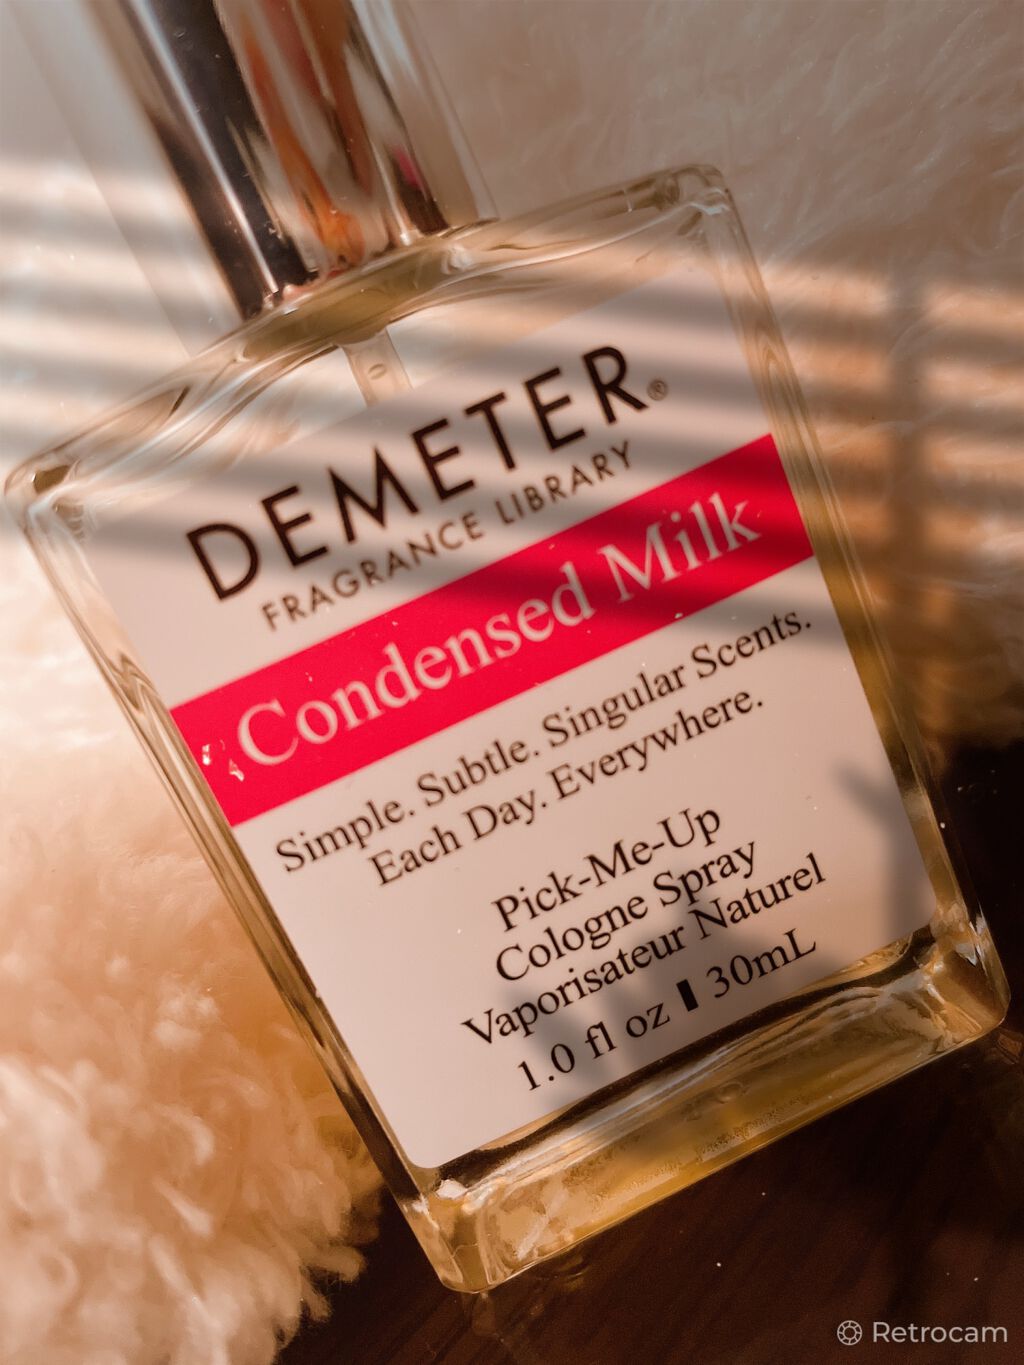 DEMETER®
FRAGRANCE LIBRARY
Condensed Milk
Simple. Subtle. Singular Scents.
Each Day. Everywhere.
Pick-Me-Up
Cologne Spray
Vaporisateur Naturel
1.0 fl oz ▮ 30mL
Retrocam